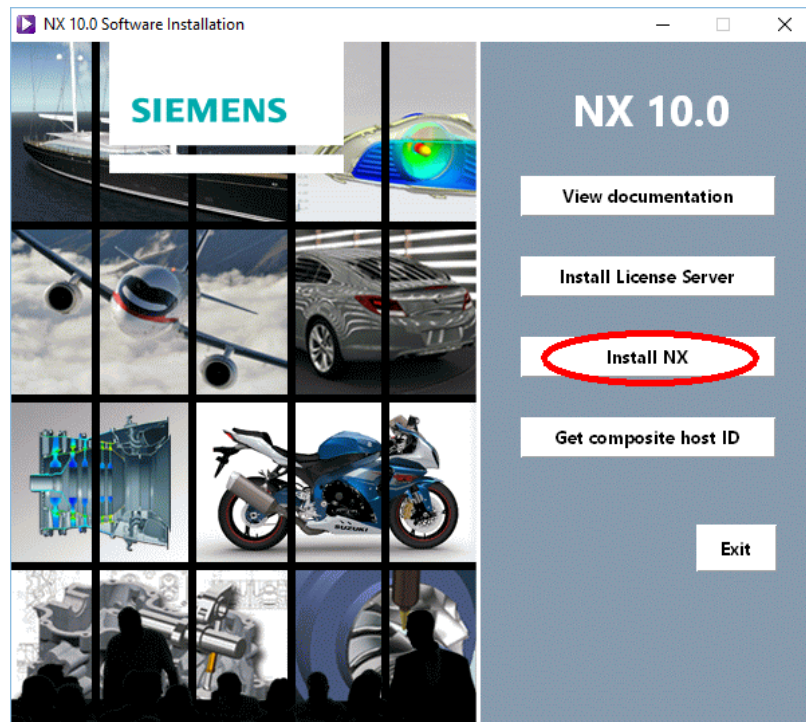 NX 10.0 Software Installation
SIEMENS
NX 10.0
View documentation
Install License Server
Install NX
Get composite host ID
SUZUKI
Exit